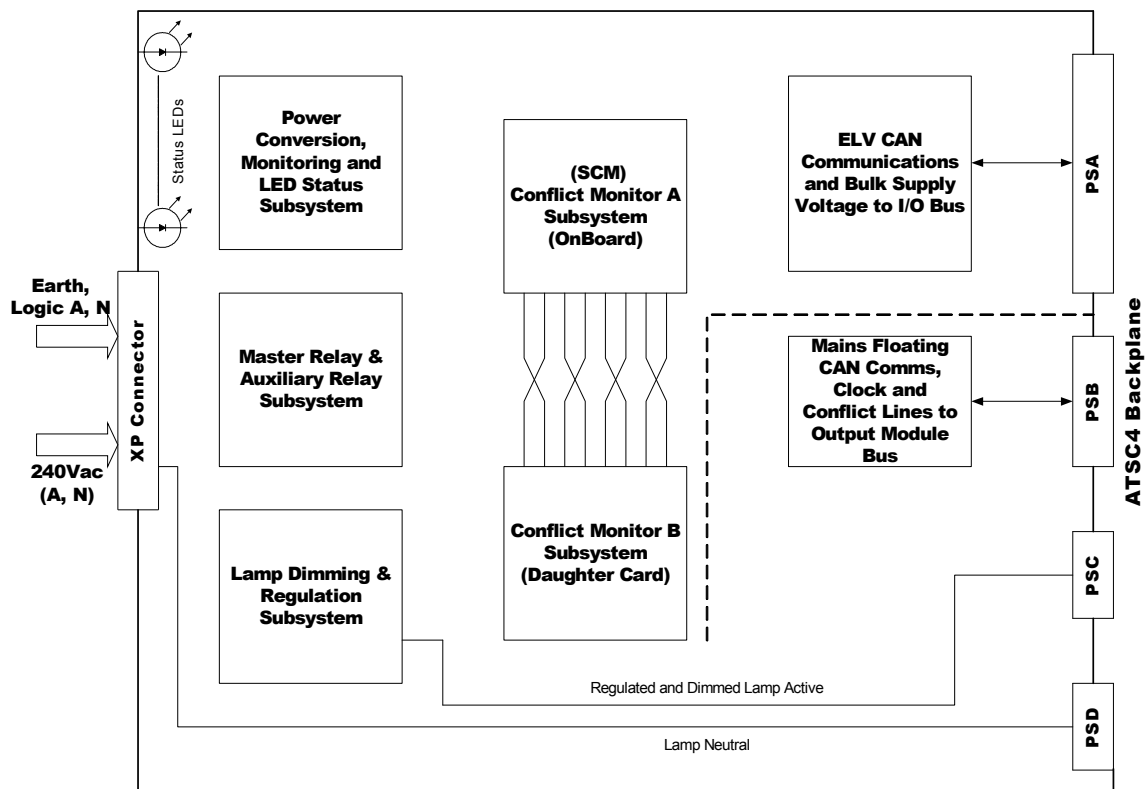 Status LEDs
Power
Conversion,
Monitoring and
LED Status
Subsystem
(SCM)
Conflict Monitor A
Subsystem
(OnBoard)
ELV CAN
Communications
and Bulk Supply
Voltage to I/O Bus
PSA
Earth,
Logic A, N
XP Connector
240Vac
(A, N)
Master Relay &
Auxiliary Relay
Subsystem
Mains Floating
CAN Comms,
Clock and
Conflict Lines to
Output Module
Bus
PSB
ATSC4 Backplane
Lamp Dimming &
Regulation
Subsystem
Conflict Monitor B
Subsystem
(Daughter Card)
PSC
Regulated and Dimmed Lamp Active
PSD
Lamp Neutral